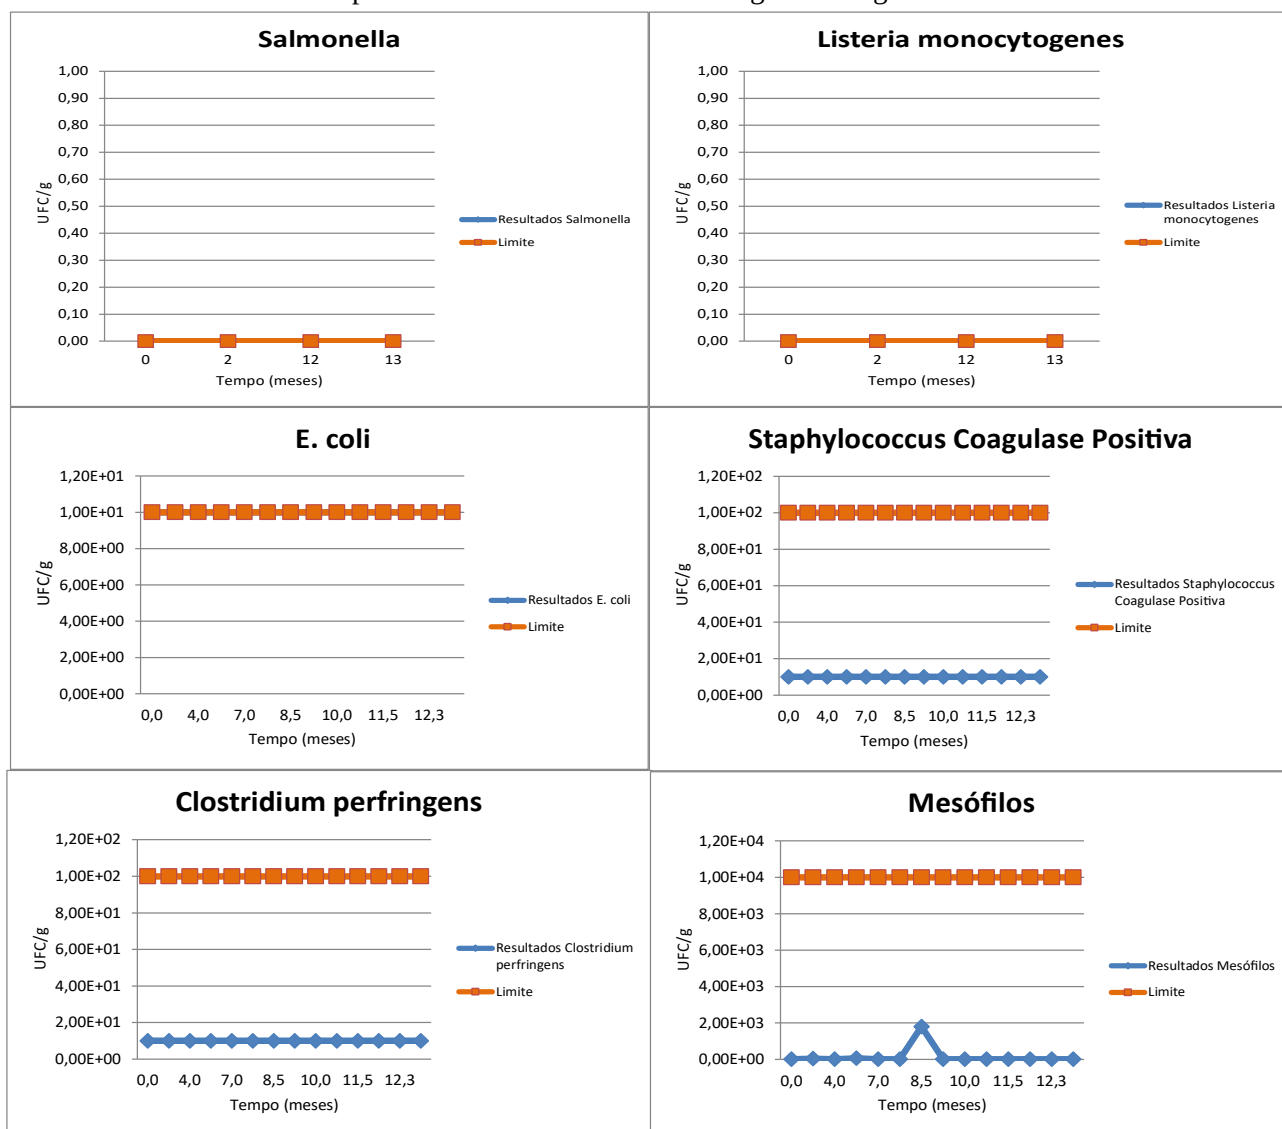 Salmonella
1,00
0,90
0,80
0,70
0,60
0,50
0,40
0,30
0,20
0,10
0,00
UFC/g
0 2 12 13
Tempo (meses)
Resultados Salmonella
Limite
Listeria monocytogenes
1,00
0,90
0,80
0,70
0,60
0,50
0,40
0,30
0,20
0,10
0,00
UFC/g
0 2 12 13
Tempo (meses)
Resultados Listeria
monocytogenes
Limite
E. coli
1,20E+01
1,00E+01
8,00E+00
6,00E+00
4,00E+00
2,00E+00
0,00E+00
UFC/g
0,0 4,0 7,0 8,5 10,0 11,5 12,3
Tempo (meses)
Resultados E. coli
Limite
Staphylococcus Coagulase Positiva
1,20E+02
1,00E+02
8,00E+01
6,00E+01
4,00E+01
2,00E+01
0,00E+00
UFC/g
0,0 4,0 7,0 8,5 10,0 11,5 12,3
Tempo (meses)
Resultados Staphylococcus
Coagulase Positiva
Limite
Clostridium perfringens
1,20E+02
1,00E+02
8,00E+01
6,00E+01
4,00E+01
2,00E+01
0,00E+00
UFC/g
0,0 4,0 7,0 8,5 10,0 11,5 12,3
Tempo (meses)
Resultados Clostridium
perfringens
Limite
Mesófilos
1,20E+04
1,00E+04
8,00E+03
6,00E+03
4,00E+03
2,00E+03
0,00E+00
UFC/g
0,0 4,0 7,0 8,5 10,0 11,5 12,3
Tempo (meses)
Resultados Mesófilos
Limite